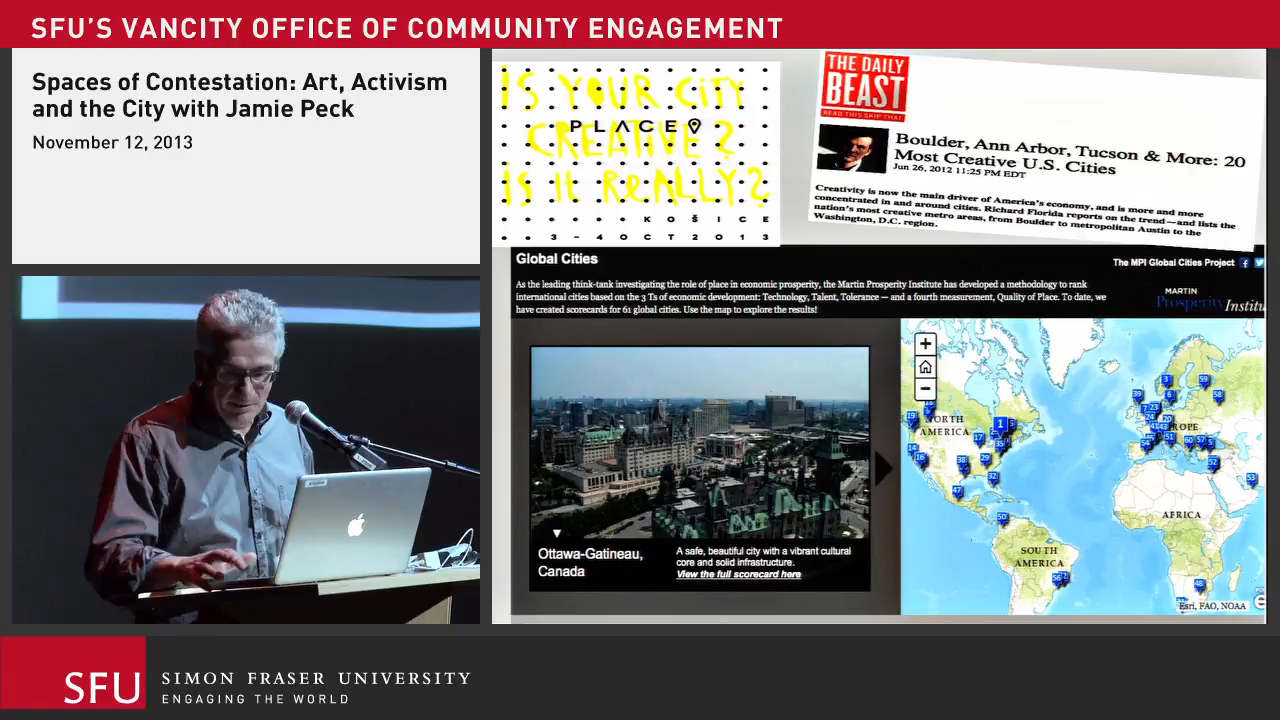 SFU'S VANCITY OFFICE OF COMMUNITY ENGAGEMENT
Spaces of Contestation: Art, Activism
and the City with Jamie Peck
November 12, 2013
IS YOUR CITY
CREATIVE?
IS IT REALLY?
PLACE
KOŠICE
3-4OCT2013
THE DAILY
BEAST
READ THIS SKIP THAT
Boulder, Ann Arbor, Tucson & More: 20
Most Creative U.S. Cities
Jun 26, 2012 11:25 PM EDT
Creativity is now the main driver of America's economy, and is more and more
concentrated in and around cities. Richard Florida reports on the trend—and lists the
nation's most creative metro areas, from Boulder to metropolitan Austin to the
Washington, D.C. region.
Global Cities
The MPI Global Cities Project
As the leading think-tank investigating the role of place in economic prosperity, the Martin Prosperity Institute has developed a methodology to rank
international cities based on the 3 Ts of economic development: Technology, Talent, Tolerance — and a fourth measurement, Quality of Place. To date, we
have created scorecards for 61 global cities. Use the map to explore the results!
MARTIN
Prosperity Institu
Ottawa-Gatineau,
Canada
A safe, beautiful city with a vibrant cultural
core and solid infrastructure.
View the full scorecard here
NORTH
AMERICA
ROPE
AFRICA
SOUTH
AMERICA
Esri, FAO, NOAA
SFU
SIMON FRASER UNIVERSITY
ENGAGING THE WORLD